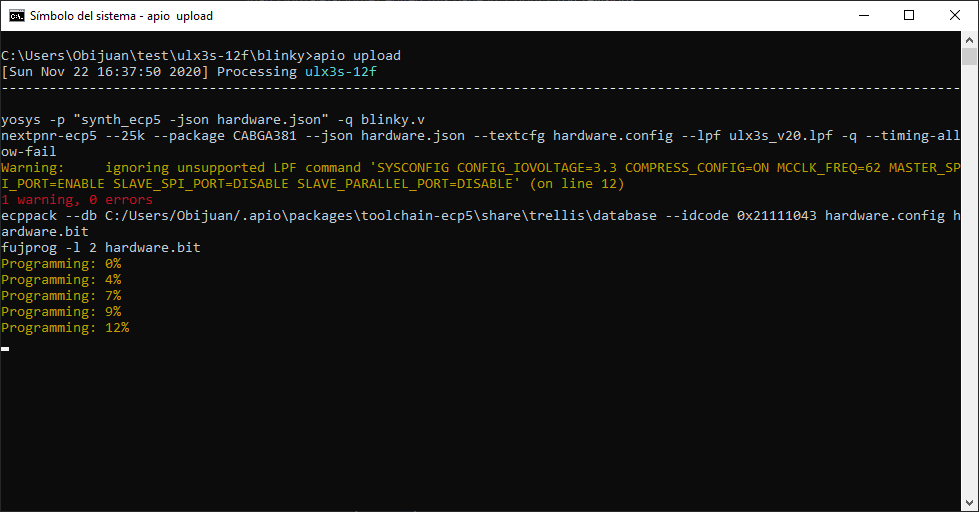 Símbolo del sistema - apio  upload
C:\Users\Obijuan\test\ulx3s-12f\blinky>apio upload
[Sun Nov 22 16:37:50 2020] Processing ulx3s-12f
------------------------------------------------------------------------------------------------------------------------
yosys -p "synth_ecp5 -json hardware.json" -q blinky.v
nextpnr-ecp5 --25k --package CABGA381 --json hardware.json --textcfg hardware.config --lpf ulx3s_v20.lpf -q --timing-all
ow-fail
Warning:     ignoring unsupported LPF command 'SYSCONFIG CONFIG_IOVOLTAGE=3.3 COMPRESS_CONFIG=ON MCCLK_FREQ=62 MASTER_SP
I_PORT=ENABLE SLAVE_SPI_PORT=DISABLE SLAVE_PARALLEL_PORT=DISABLE' (on line 12)
1 warning, 0 errors
ecppack --db C:/Users/Obijuan/.apio\packages\toolchain-ecp5\share\trellis\database --idcode 0x21111043 hardware.config h
ardware.bit
fujprog -l 2 hardware.bit
Programming: 0%
Programming: 4%
Programming: 7%
Programming: 9%
Programming: 12%